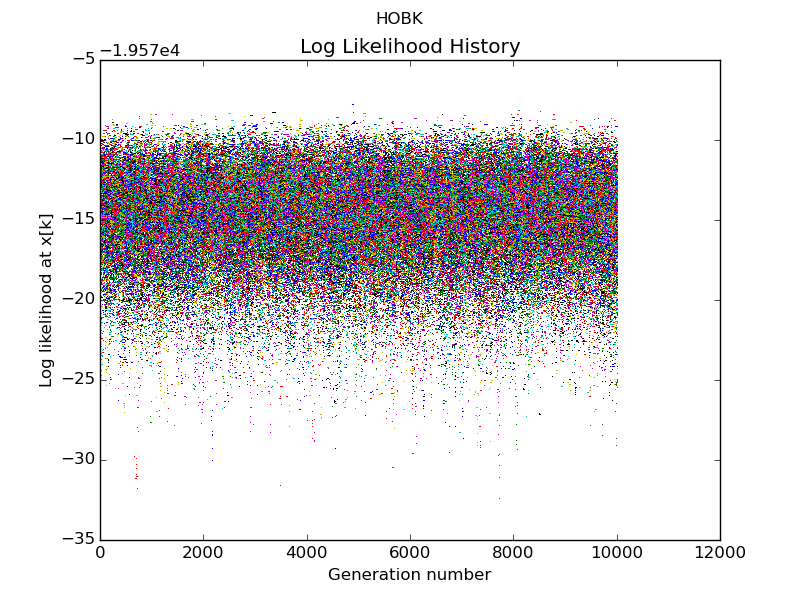 HOBK
Log Likelihood History
−1.957e4
−5
−10
−15
−20
−25
−30
−35
Log likelihood at x[k]
0 2000 4000 6000 8000 10000 12000
Generation number